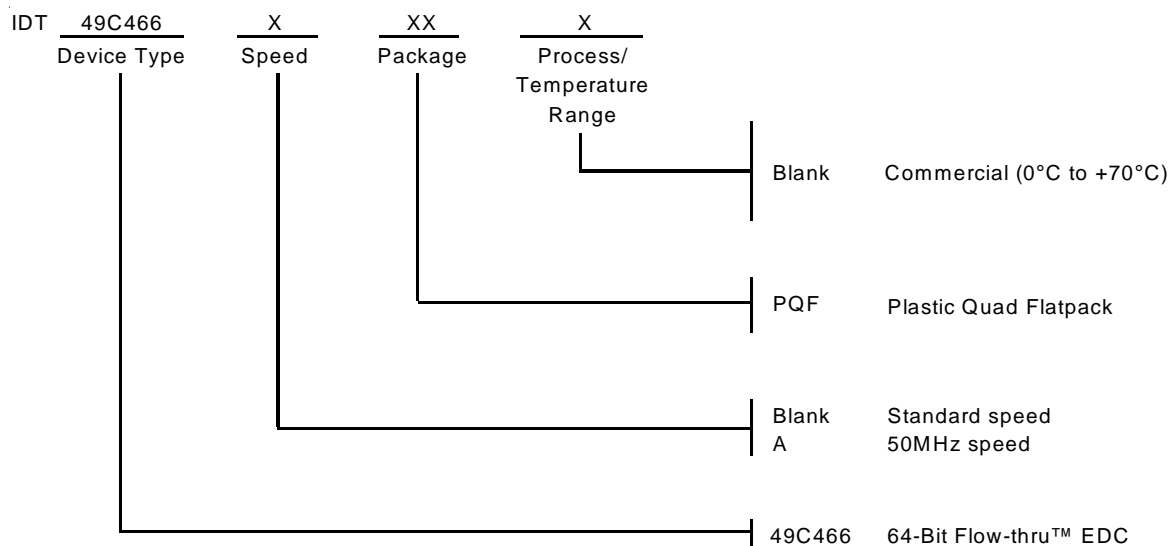 IDT 49C466 X XX X
Device Type Speed Package Process/
Temperature
Range
Blank Commercial (0°C to +70°C)
PQF Plastic Quad Flatpack
Blank Standard speed
A 50MHz speed
49C466 64-Bit Flow-thru™ EDC